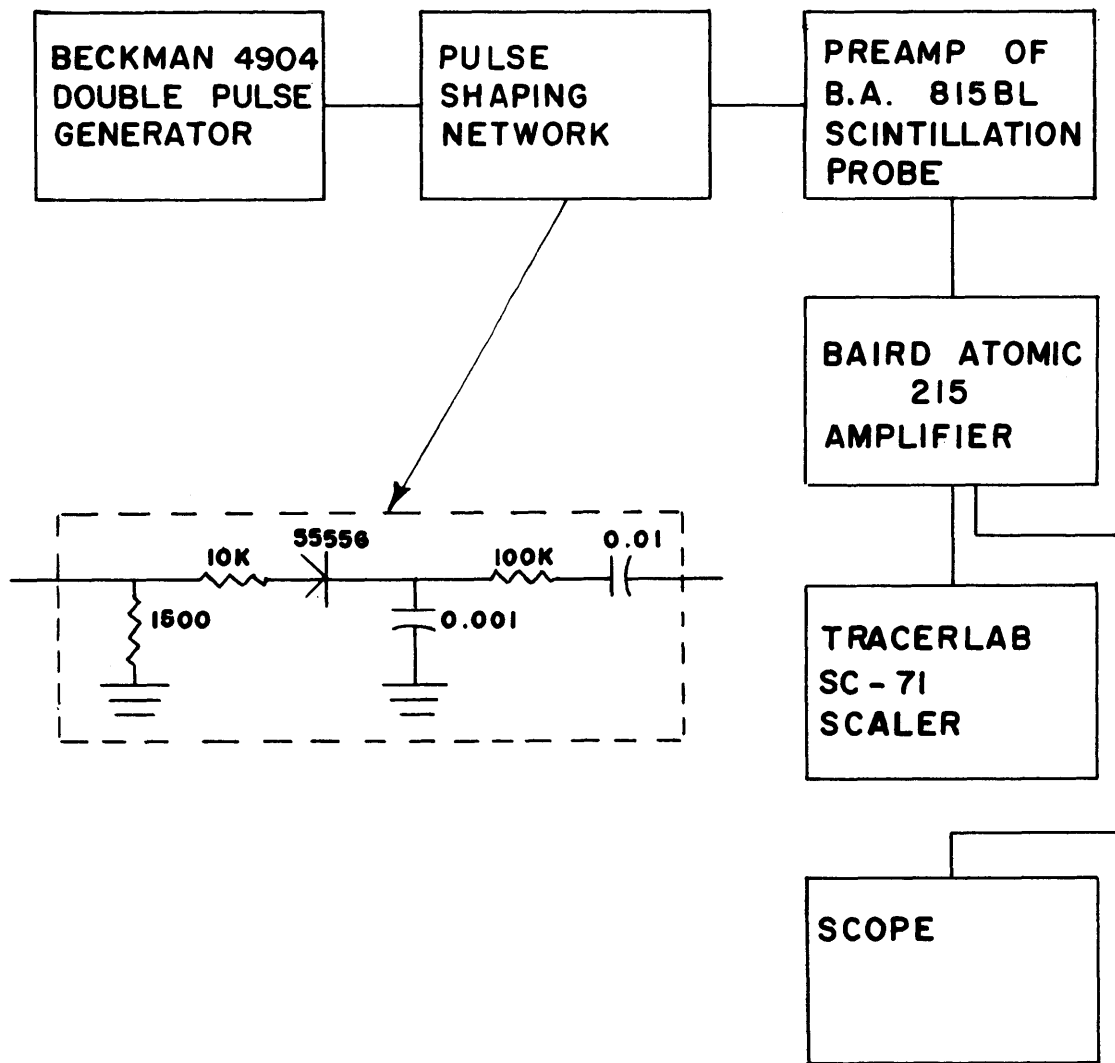 BECKMAN 4904
DOUBLE PULSE
GENERATOR
PULSE
SHAPING
NETWORK
PREAMP OF
B.A. 815BL
SCINTILLATION
PROBE
BAIRD ATOMIC
215
AMPLIFIER
TRACERLAB
SC-71
SCALER
SCOPE
10K
S5556
100K
0.01
1500
0.001